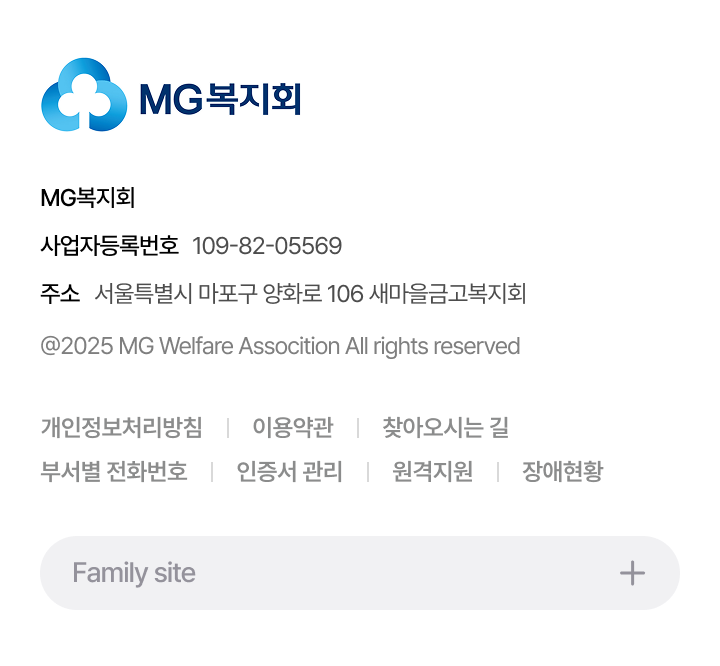 MG복지회
MG복지회
사업자등록번호 109-82-05569
주소 서울특별시 마포구 양화로 106 새마을금고복지회
@2025 MG Welfare Assocition All rights reserved
개인정보처리방침 | 이용약관 | 찾아오시는 길
부서별 전화번호 | 인증서 관리 | 원격지원 | 장애현황
Family site +